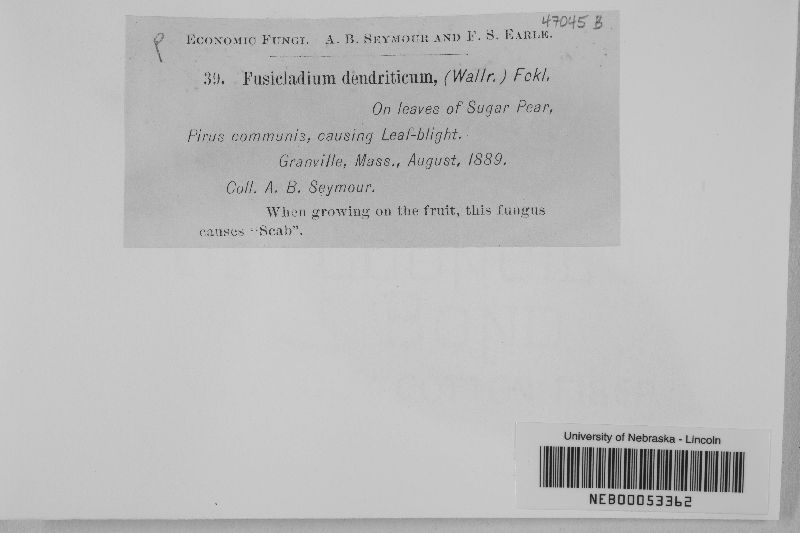 47045 B
P
Economic Fungi. A. B. Seymour and F. S. Earle.
39. Fusicladium dendriticum, (Wallr.) Fckl.
On leaves of Sugar Pear,
Pirus communis, causing Leaf-blight.
Granville, Mass., August, 1889.
Coll. A. B. Seymour.
When growing on the fruit, this fungus
causes "Scab".
University of Nebraska - Lincoln
NEB00053362